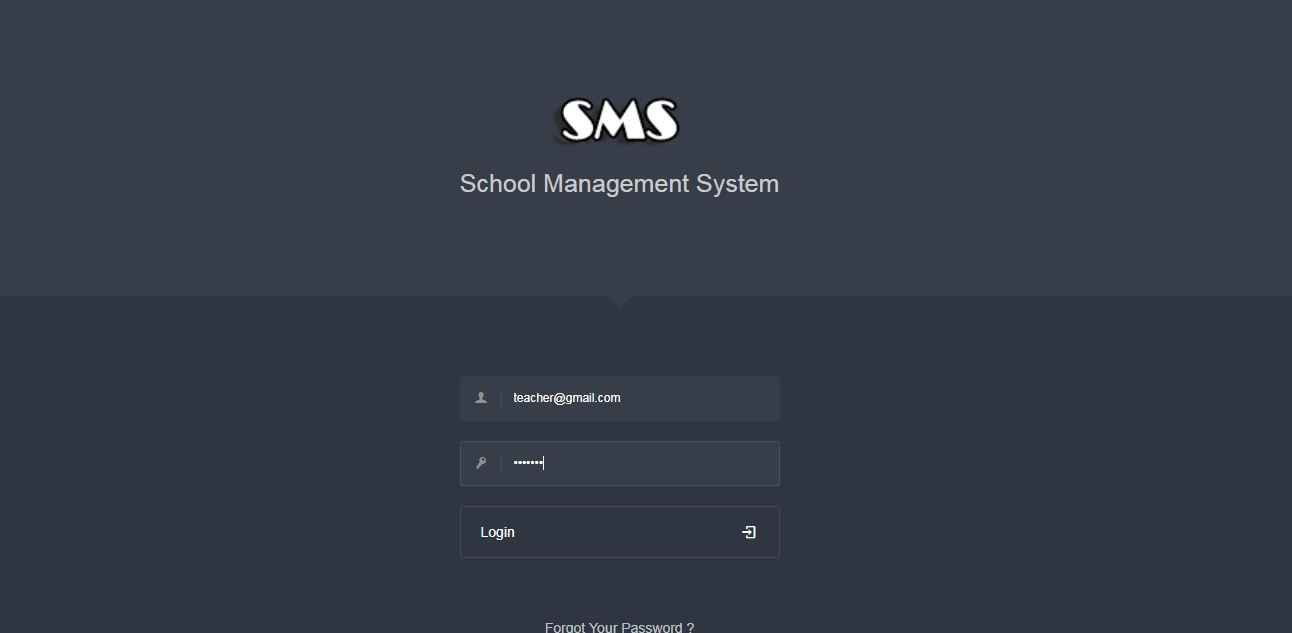 SMS
School Management System
teacher@gmail.com
•••••••
Login
Forgot Your Password ?